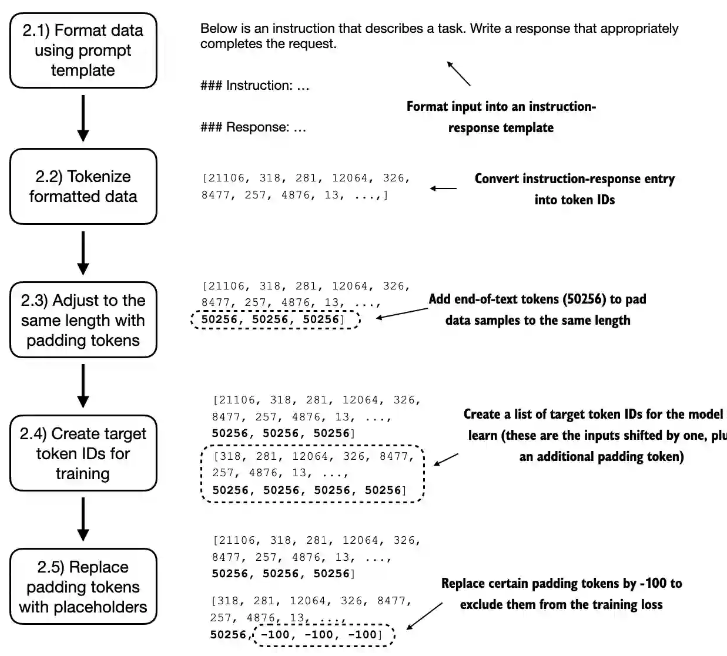 2.1) Format data
using prompt
template
Below is an instruction that describes a task. Write a response that appropriately
completes the request.
### Instruction: …
### Response: …
Format input into an instruction-
response template
2.2) Tokenize
formatted data
[21106, 318, 281, 12064, 326,
8477, 257, 4876, 13, ...,]
Convert instruction-response entry
into token IDs
2.3) Adjust to the
same length with
padding tokens
[21106, 318, 281, 12064, 326,
8477, 257, 4876, 13, ...,
50256, 50256, 50256]
Add end-of-text tokens (50256) to pad
data samples to the same length
2.4) Create target
token IDs for
training
[21106, 318, 281, 12064, 326,
8477, 257, 4876, 13, ...,
50256, 50256, 50256]
[318, 281, 12064, 326, 8477,
257, 4876, 13, ...,
50256, 50256, 50256, 50256]
Create a list of target token IDs for the model
learn (these are the inputs shifted by one, plu
an additional padding token)
2.5) Replace
padding tokens
with placeholders
[21106, 318, 281, 12064, 326,
8477, 257, 4876, 13, ...,
50256, 50256, 50256]
[318, 281, 12064, 326, 8477,
257, 4876, 13, ...,
50256, -100, -100, -100]
Replace certain padding tokens by -100 to
exclude them from the training loss